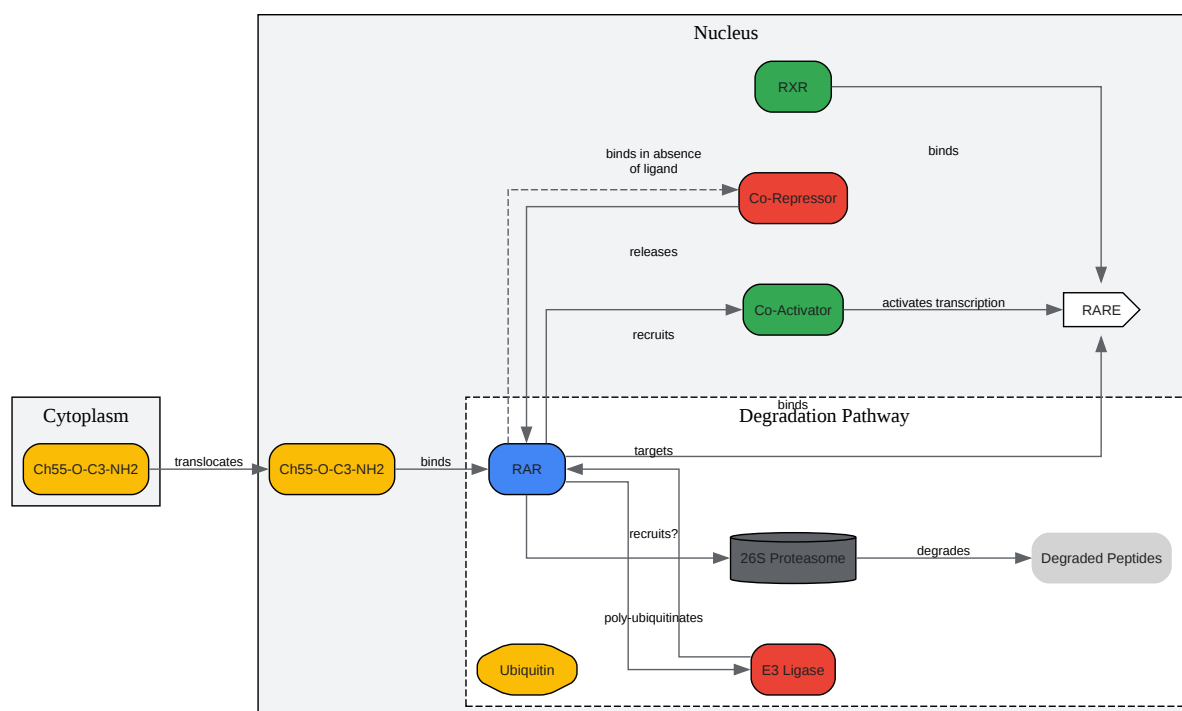 Nucleus
RXR
binds in absence
of ligand
binds
Co-Repressor
releases
Co-Activator
activates transcription
RARE
recruits
Cytoplasm
binds
Degradation Pathway
Ch55-O-C3-NH2
translocates
Ch55-O-C3-NH2
binds
RAR
targets
recruits?
26S Proteasome
degrades
Degraded Peptides
poly-ubiquitinates
Ubiquitin
E3 Ligase